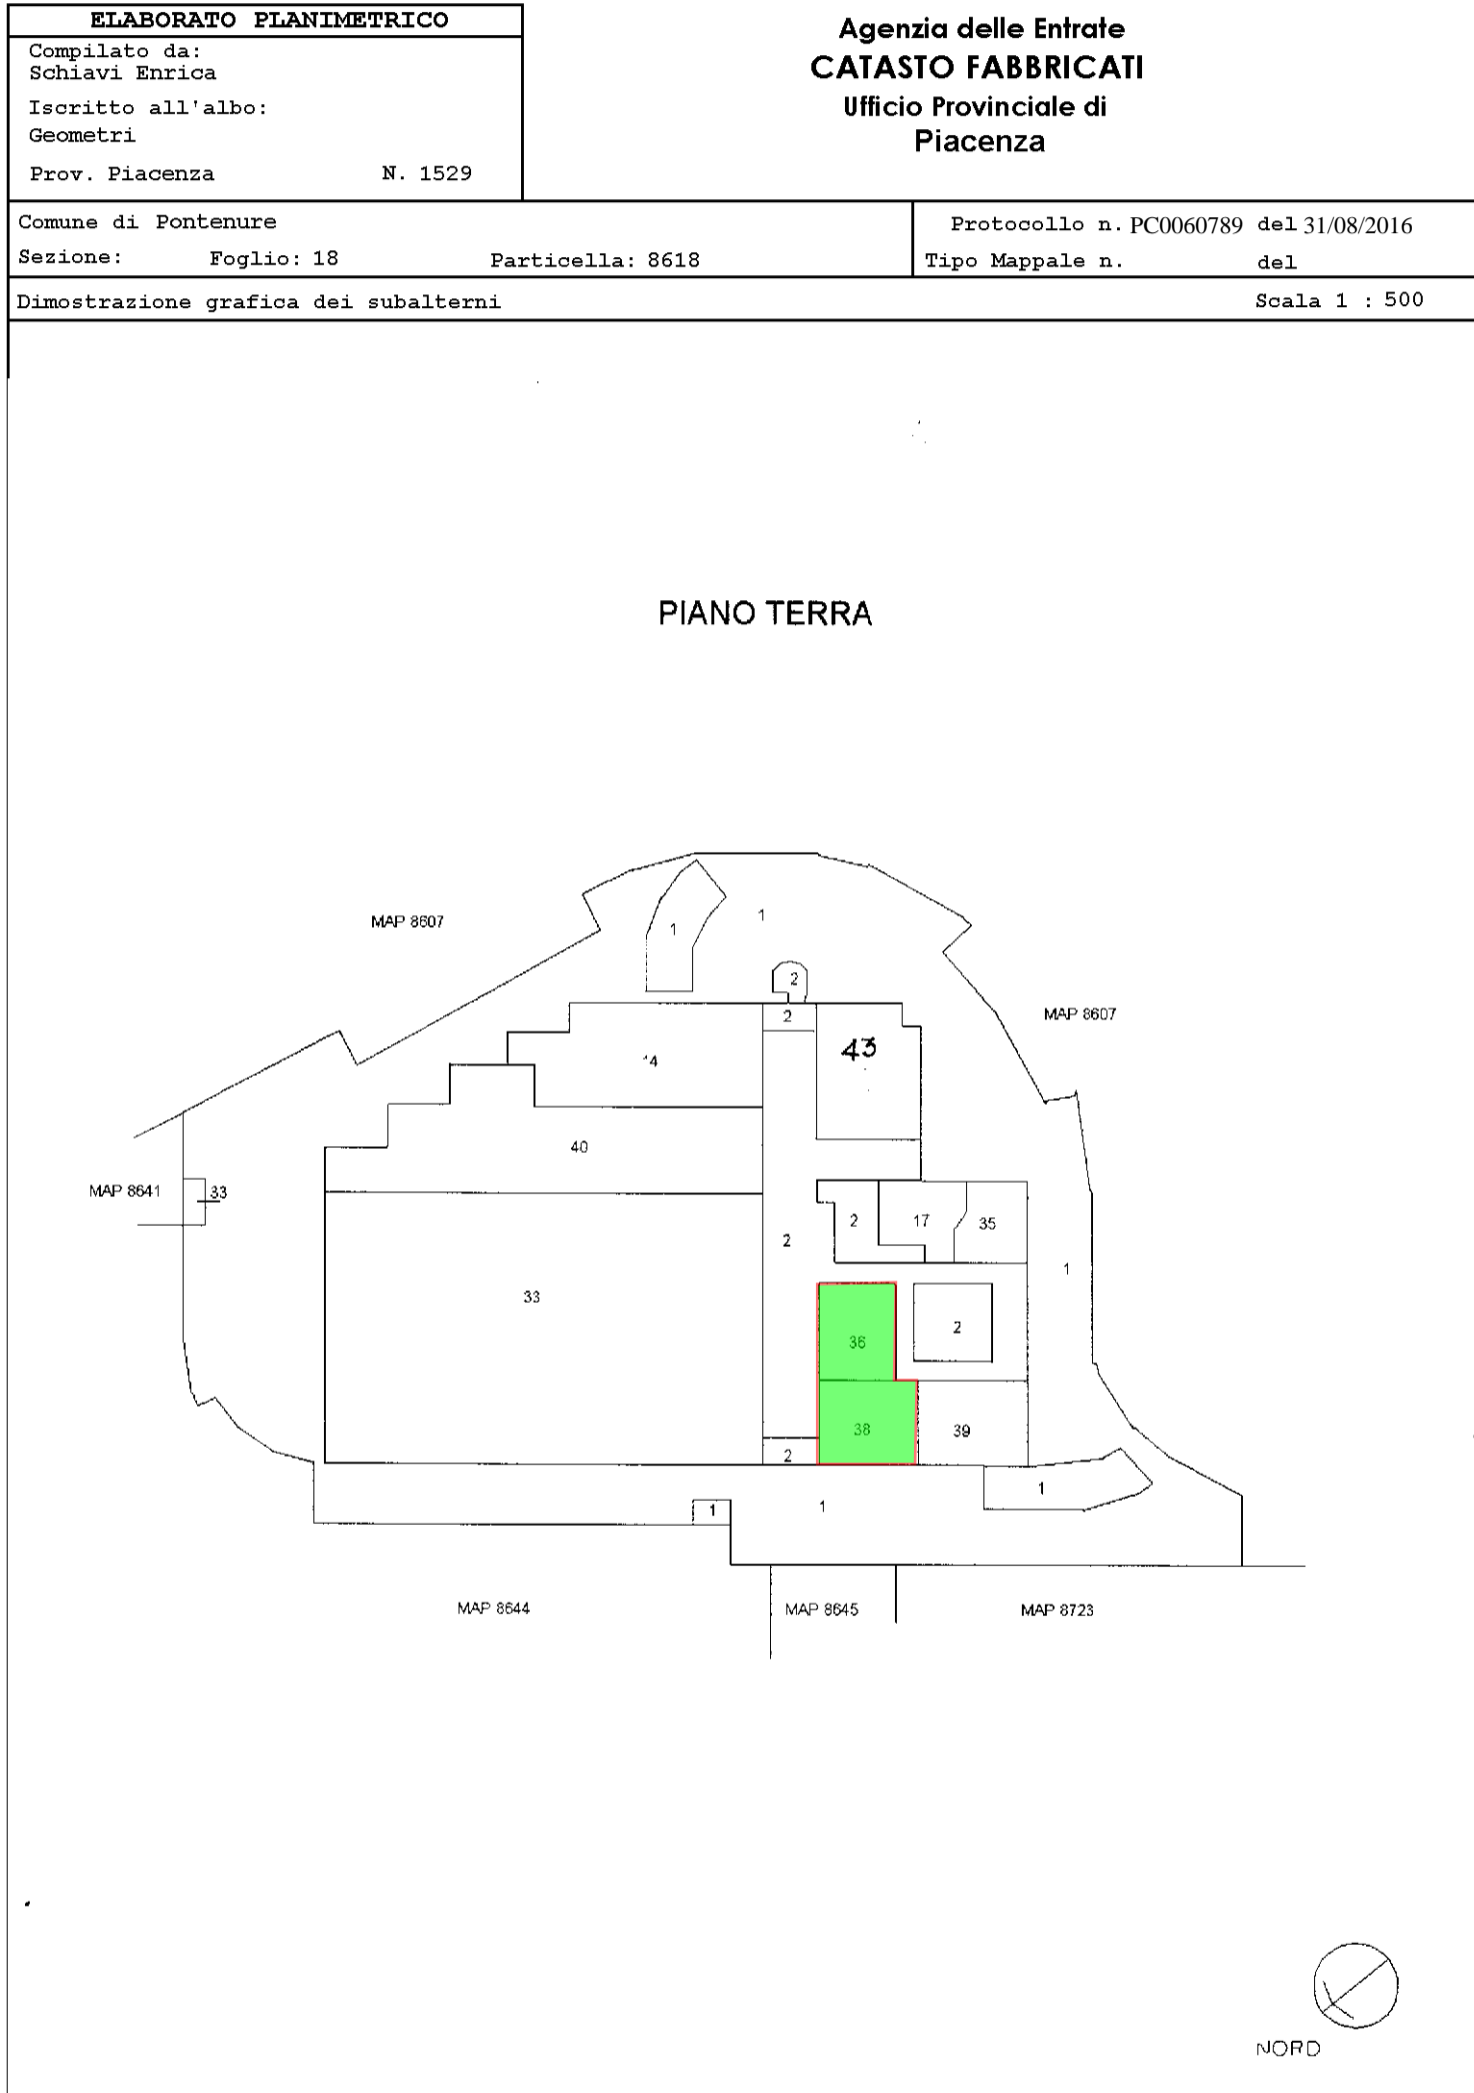 ELABORATO PLANIMETRICO
Compilato da:
Schiavi Enrica
Iscritto all'albo:
Geometri
Prov. Piacenza N. 1529
Agenzia delle Entrate
CATASTO FABBRICATI
Ufficio Provinciale di
Piacenza
Comune di Pontenure
Sezione: Foglio: 18 Particella: 8618
Protocollo n. PC0060789 del 31/08/2016
Tipo Mappale n. del
Dimostrazione grafica dei subalterni Scala 1 : 500
PIANO TERRA
MAP 8607
1
1
2
2
MAP 8607
43
14
40
MAP 8641
33
2
17
35
2
1
33
36
2
38
39
2
1
1
1
MAP 8644
MAP 8645
MAP 8723
NORD